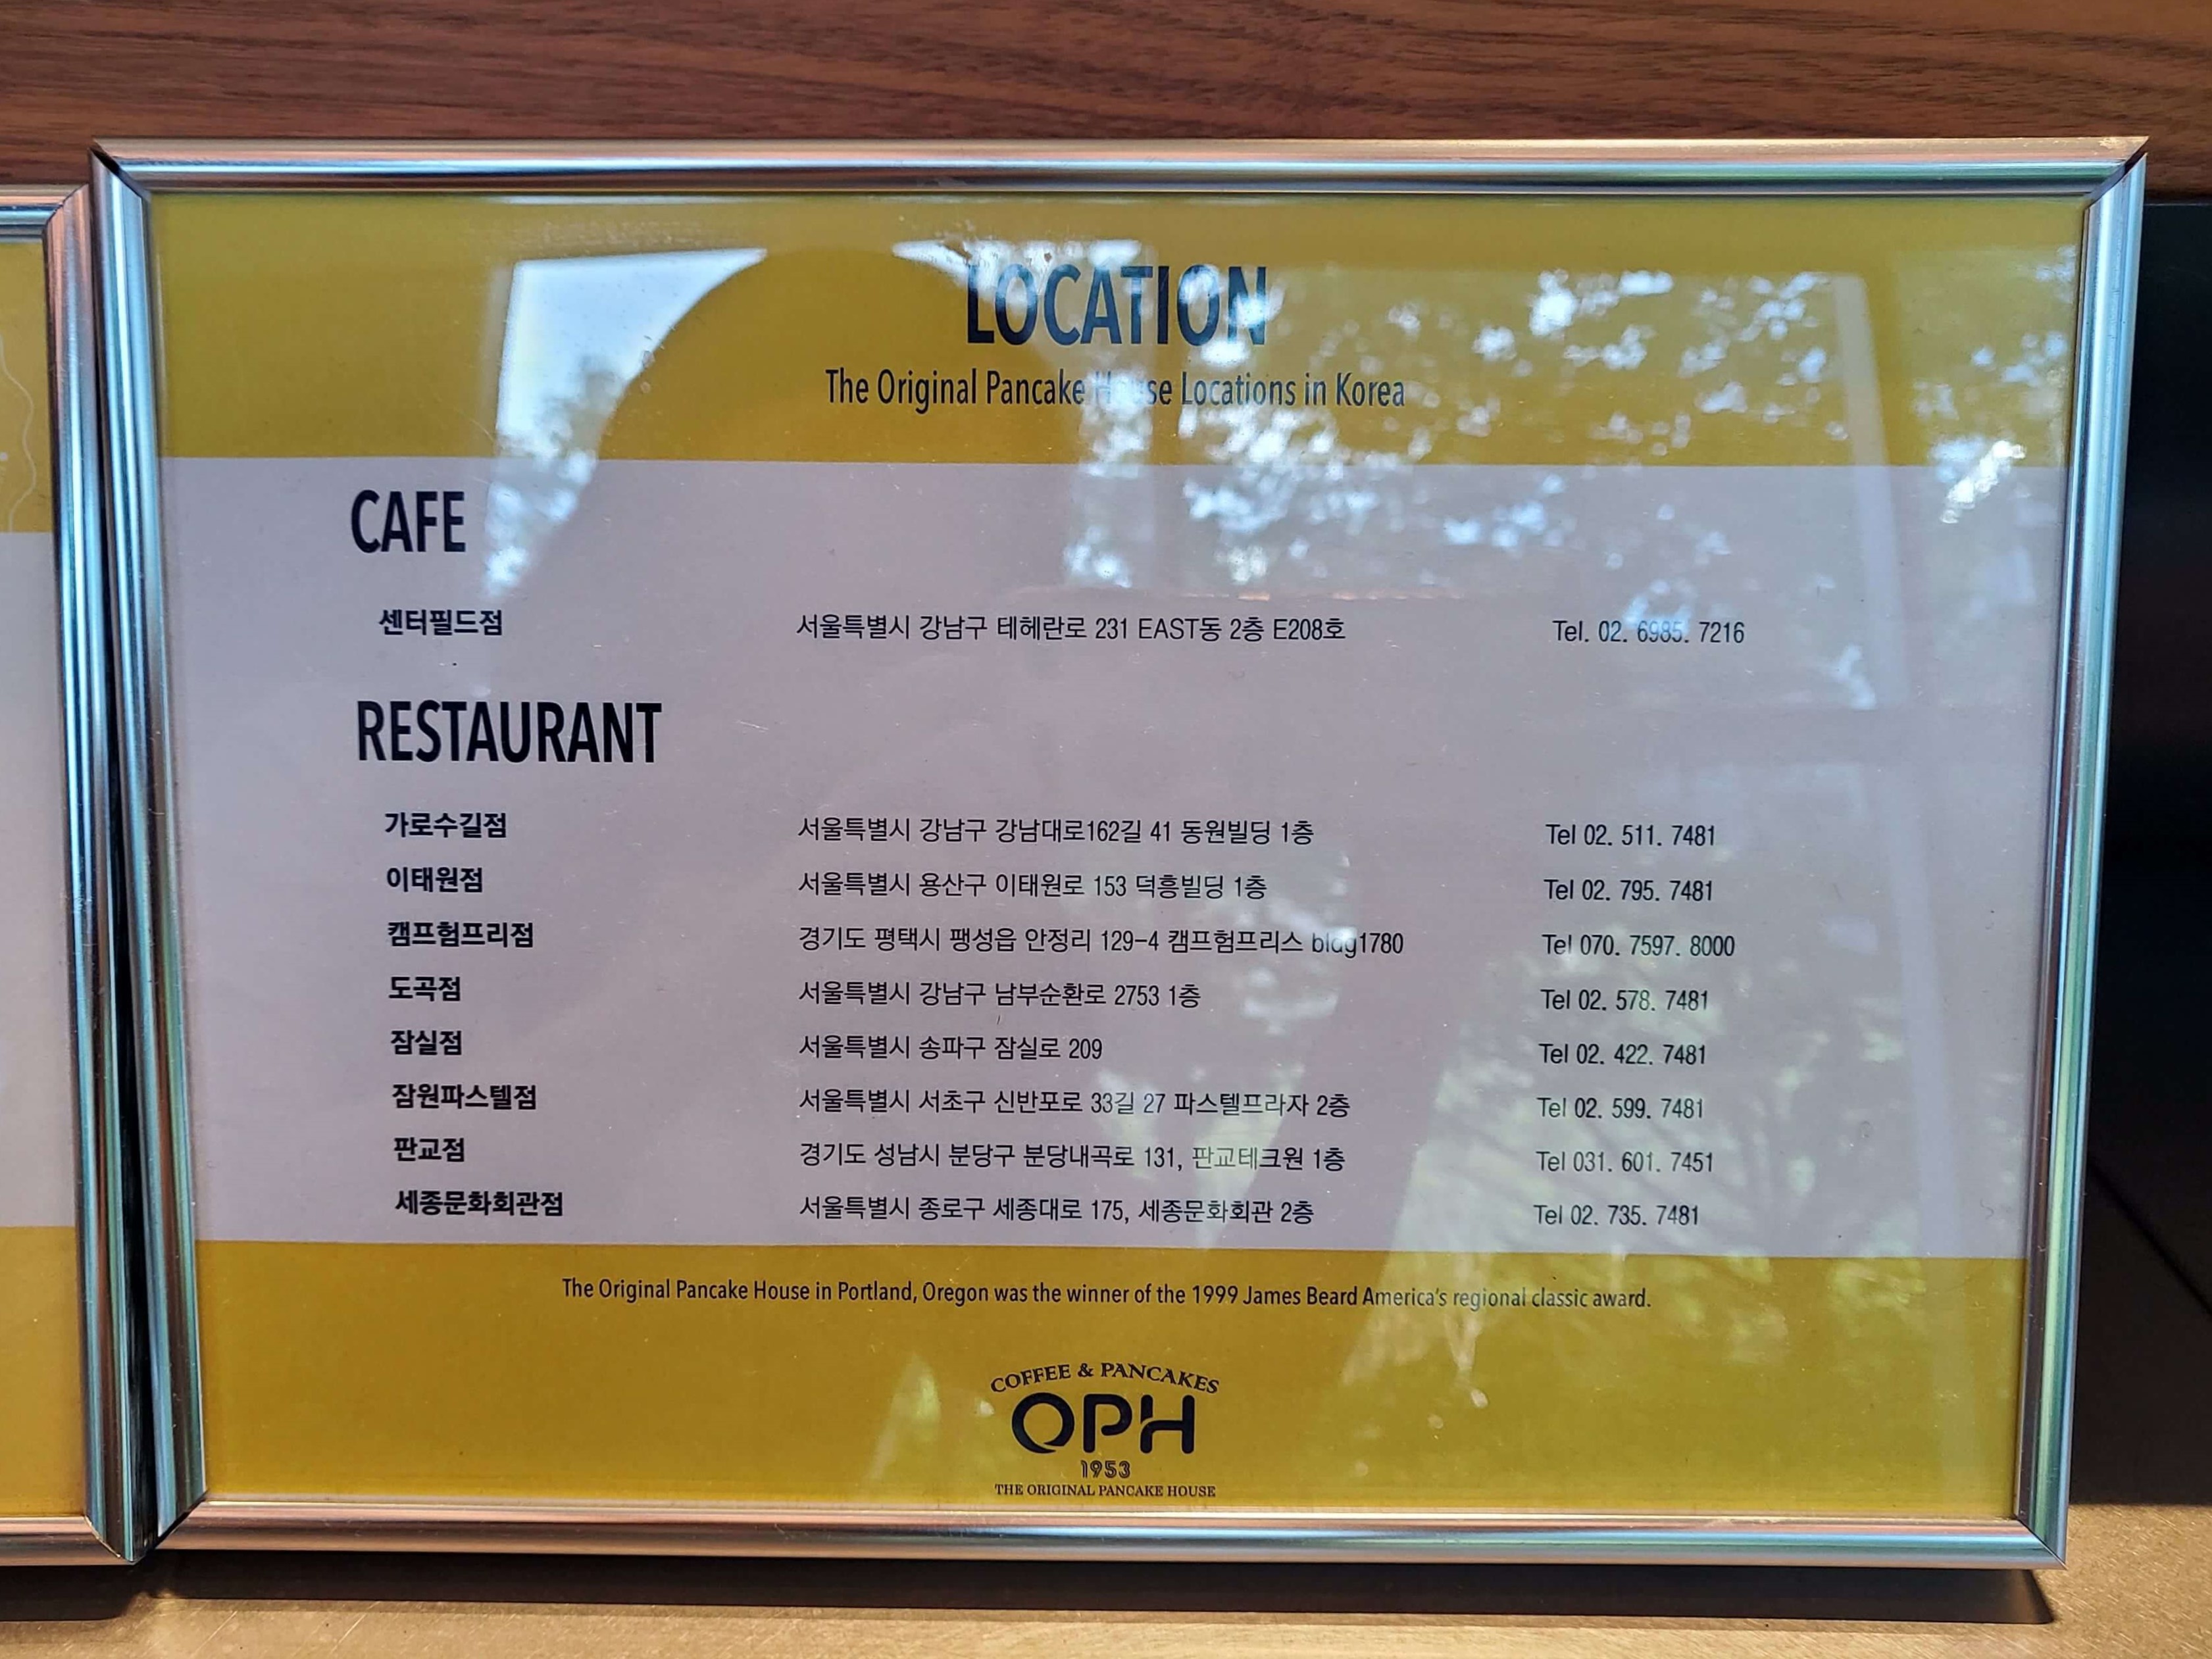 LOCATION
The Original Pancake House Locations in Korea
CAFE
센터필드점 서울특별시 강남구 테헤란로 231 EAST동 2층 E208호 Tel. 02. 6985. 7216
RESTAURANT
가로수길점 서울특별시 강남구 강남대로162길 41 동원빌딩 1층 Tel 02. 511. 7481
이태원점 서울특별시 용산구 이태원로 153 덕흥빌딩 1층 Tel 02. 795. 7481
캠프험프리점 경기도 평택시 팽성읍 안정리 129-4 캠프험프리스 bldg1780 Tel 070. 7597. 8000
도곡점 서울특별시 강남구 남부순환로 2753 1층 Tel 02. 578. 7481
잠실점 서울특별시 송파구 잠실로 209 Tel 02. 422. 7481
잠원파스텔점 서울특별시 서초구 신반포로 33길 27 파스텔프라자 2층 Tel 02. 599. 7481
판교점 경기도 성남시 분당구 분당내곡로 131, 판교테크원 1층 Tel 031. 601. 7451
세종문화회관점 서울특별시 종로구 세종대로 175, 세종문화회관 2층 Tel 02. 735. 7481
The Original Pancake House in Portland, Oregon was the winner of the 1999 James Beard America's regional classic award.
COFFEE & PANCAKES
OPH
1953
THE ORIGINAL PANCAKE HOUSE